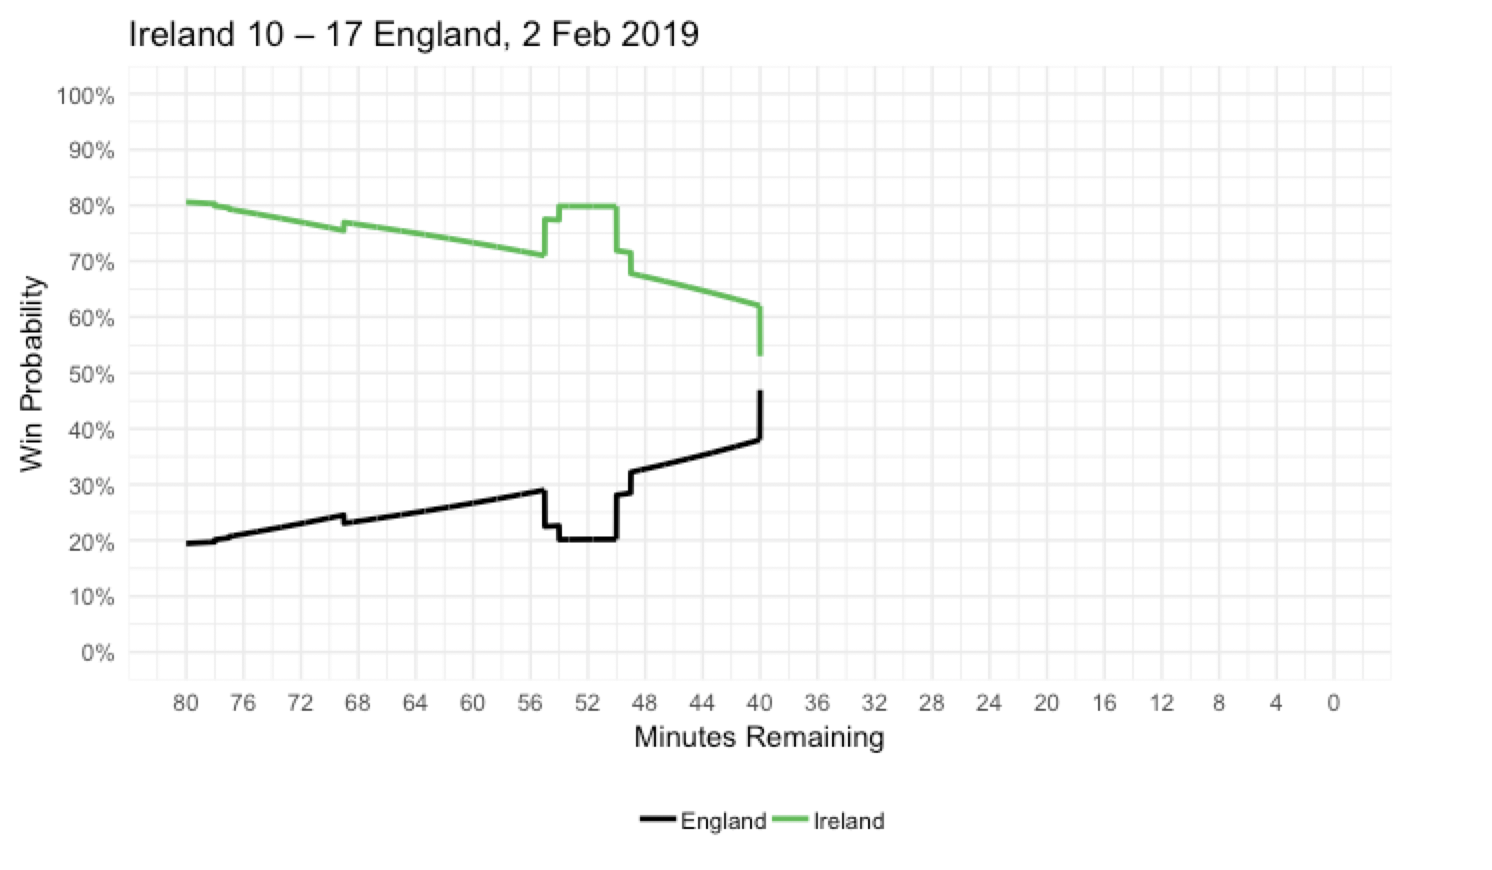 Ireland 10 – 17 England, 2 Feb 2019
100%
90%
80%
70%
60%
50%
40%
30%
20%
10%
0%
Win Probability
80 76 72 68 64 60 56 52 48 44 40 36 32 28 24 20 16 12 8 4 0
Minutes Remaining
England Ireland